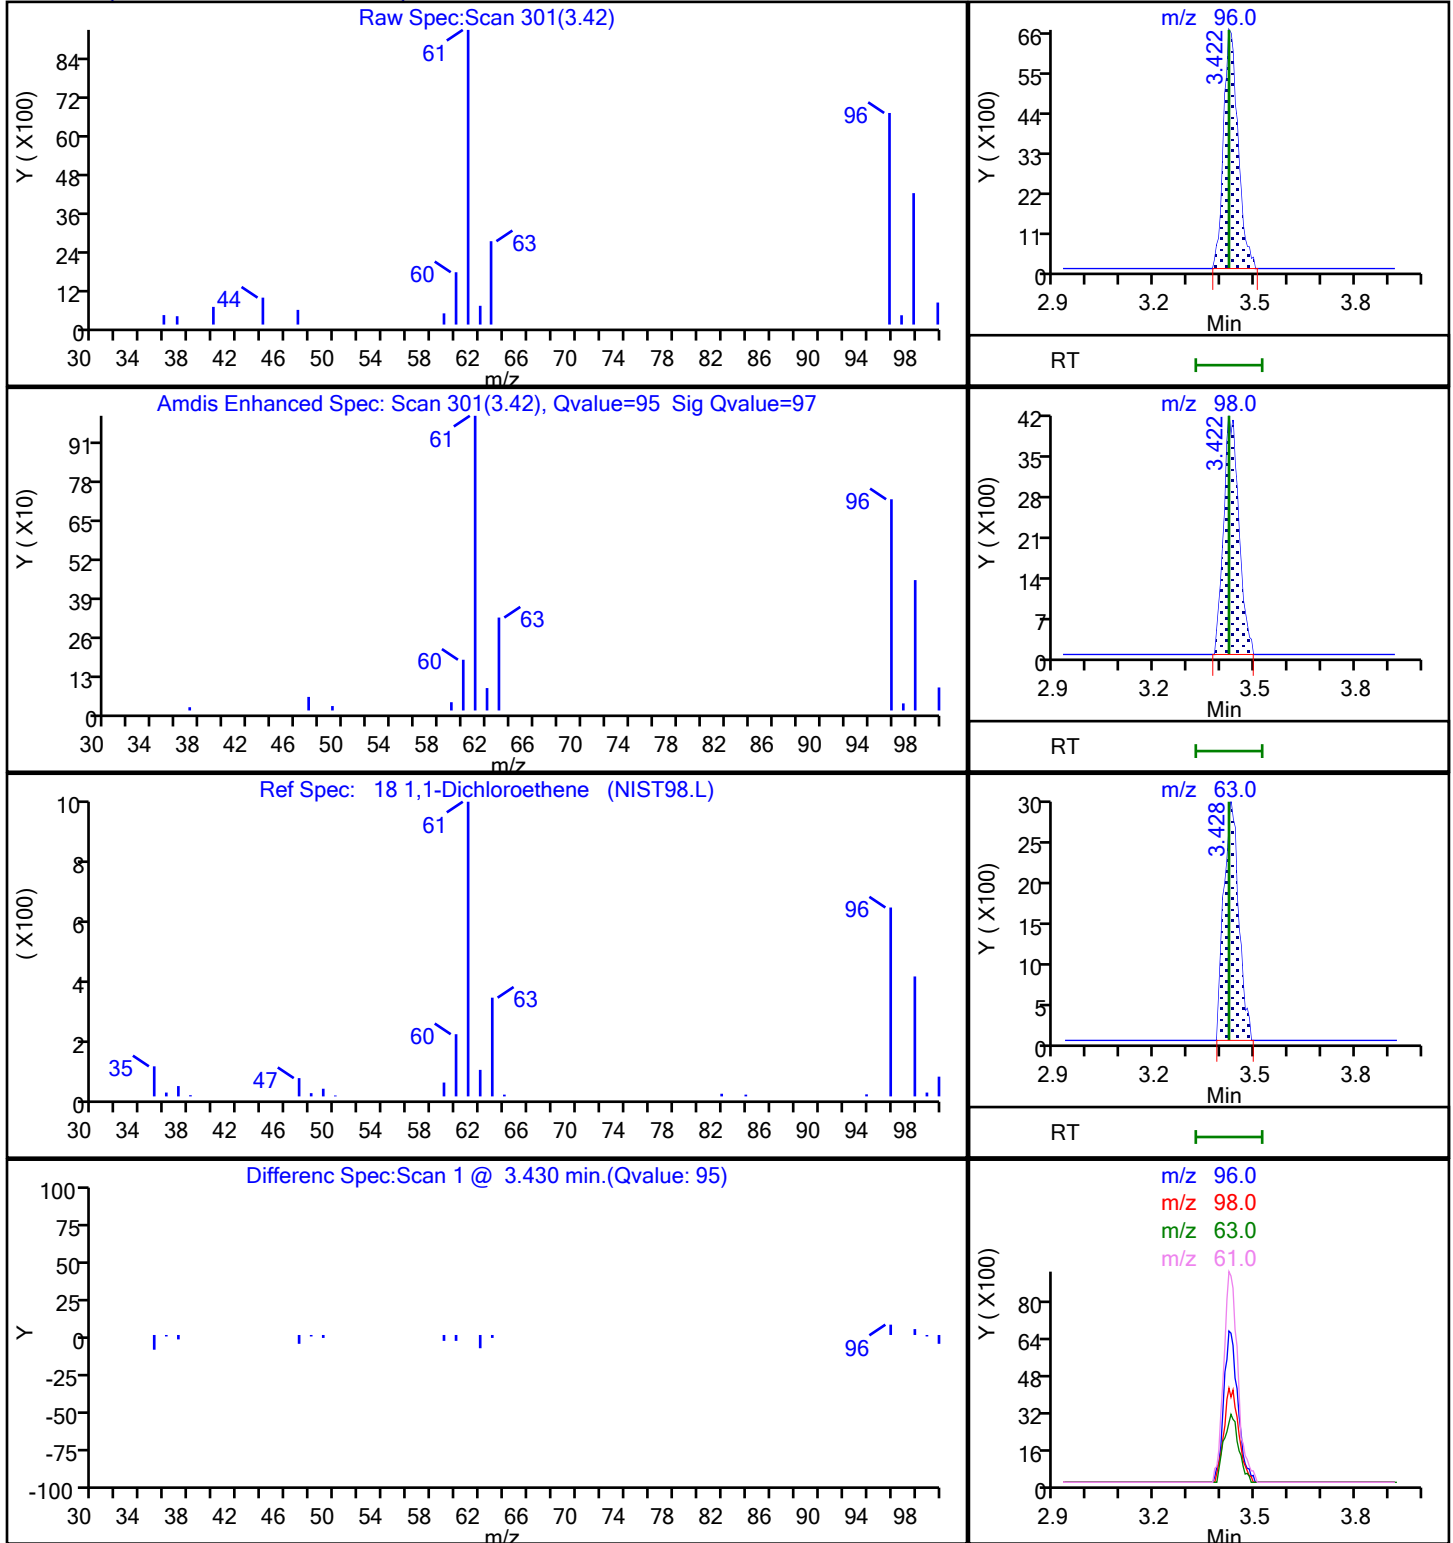 Raw Spec:Scan 301(3.42)
Y ( X100)
84
72
60
48
36
24
12
0
61
96
63
60
44
30 34 38 42 46 50 54 58 62 66 70 74 78 82 86 90 94 98
m/z
m/z 96.0
Y ( X100)
66
55
44
33
22
11
0
3.422
2.9 3.2 3.5 3.8
Min
RT
Amdis Enhanced Spec: Scan 301(3.42), Qvalue=95 Sig Qvalue=97
Y ( X10)
91
78
65
52
39
26
13
0
61
96
63
60
30 34 38 42 46 50 54 58 62 66 70 74 78 82 86 90 94 98
m/z
m/z 98.0
Y ( X100)
42
35
28
21
14
7
0
3.422
2.9 3.2 3.5 3.8
Min
RT
Ref Spec: 18 1,1-Dichloroethene (NIST98.L)
( X100)
10
8
6
4
2
0
61
96
63
60
35
47
30 34 38 42 46 50 54 58 62 66 70 74 78 82 86 90 94 98
m/z 63.0
Y ( X100)
30
25
20
15
10
5
0
3.428
2.9 3.2 3.5 3.8
Min
RT
Differenc Spec:Scan 1 @ 3.430 min.(Qvalue: 95)
Y
100
75
50
25
0
-25
-50
-75
-100
96
30 34 38 42 46 50 54 58 62 66 70 74 78 82 86 90 94 98
m/z
m/z 96.0
m/z 98.0
m/z 63.0
m/z 61.0
Y ( X100)
80
64
48
32
16
0
2.9 3.2 3.5 3.8
Min